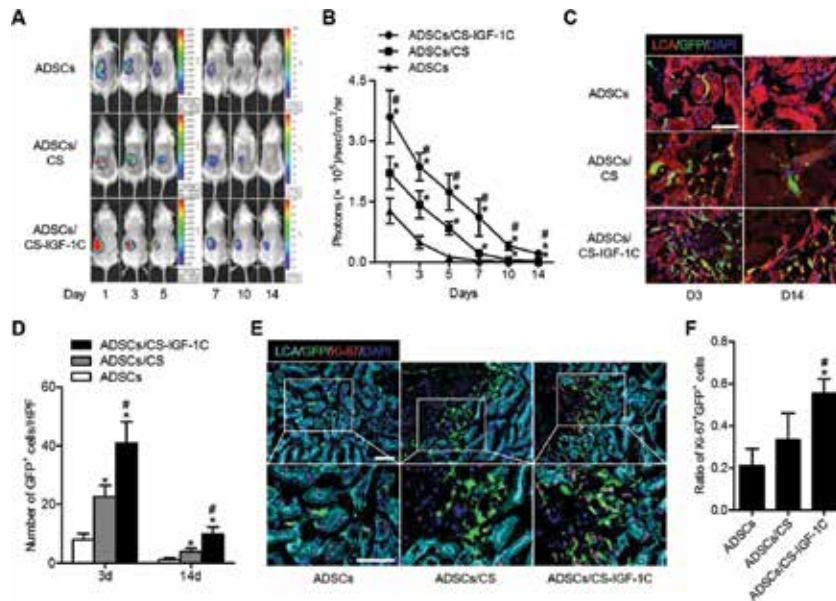 A
ADSCs
ADSCs/
CS
ADSCs/
CS-IGF-1C
Day 1 3 5 7 10 14
B
ADSCs/CS-IGF-1C
ADSCs/CS
ADSCs
4.5
3.0
1.5
0.0
1 3 5 7 10 14
Days
# * # * # * # * # * # *
* * * * * *
C
LCA/GFP/DAPI
ADSCs
ADSCs/
CS
ADSCs/
CS-IGF-1C
D3 D14
D
ADSCs/CS-IGF-1C
ADSCs/CS
ADSCs
Number of GFP⁺ cells/HPF
60
40
20
0
3d 14d
* # * * # *
E
LCA/GFP/Ki-67/DAPI
ADSCs ADSCs/CS ADSCs/CS-IGF-1C
F
Ratio of Ki-67⁺GFP⁺ cells
0.8
0.6
0.4
0.2
0.0
# *
ADSCs
ADSCs/CS
ADSCs/CS-IGF-1C